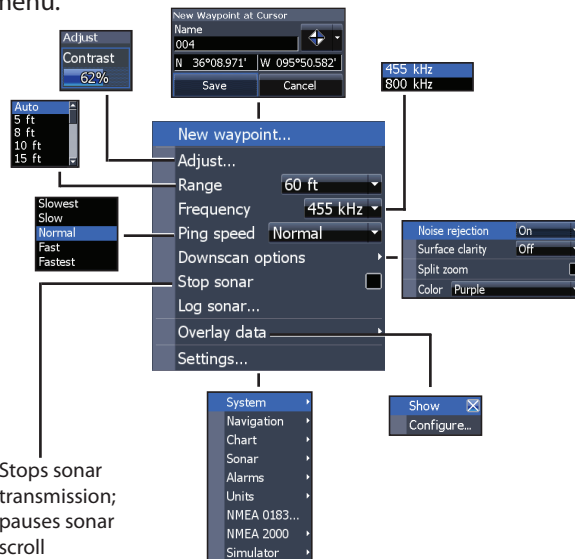 menu.
New Waypoint at Cursor
Name
004
N 36°08.971' W 095°50.582'
Save Cancel
Adjust
Contrast
62%
455 kHz
800 kHz
Auto
5 ft
8 ft
10 ft
15 ft
Slowest
Slow
Normal
Fast
Fastest
New waypoint...
Adjust...
Range 60 ft
Frequency 455 kHz
Ping speed Normal
Downscan options
Stop sonar
Log sonar...
Overlay data
Settings...
Noise rejection On
Surface clarity Off
Split zoom
Color Purple
Show
Configure...
System
Navigation
Chart
Sonar
Alarms
Units
NMEA 0183...
NMEA 2000
Simulator
Stops sonar
transmission;
pauses sonar
scroll